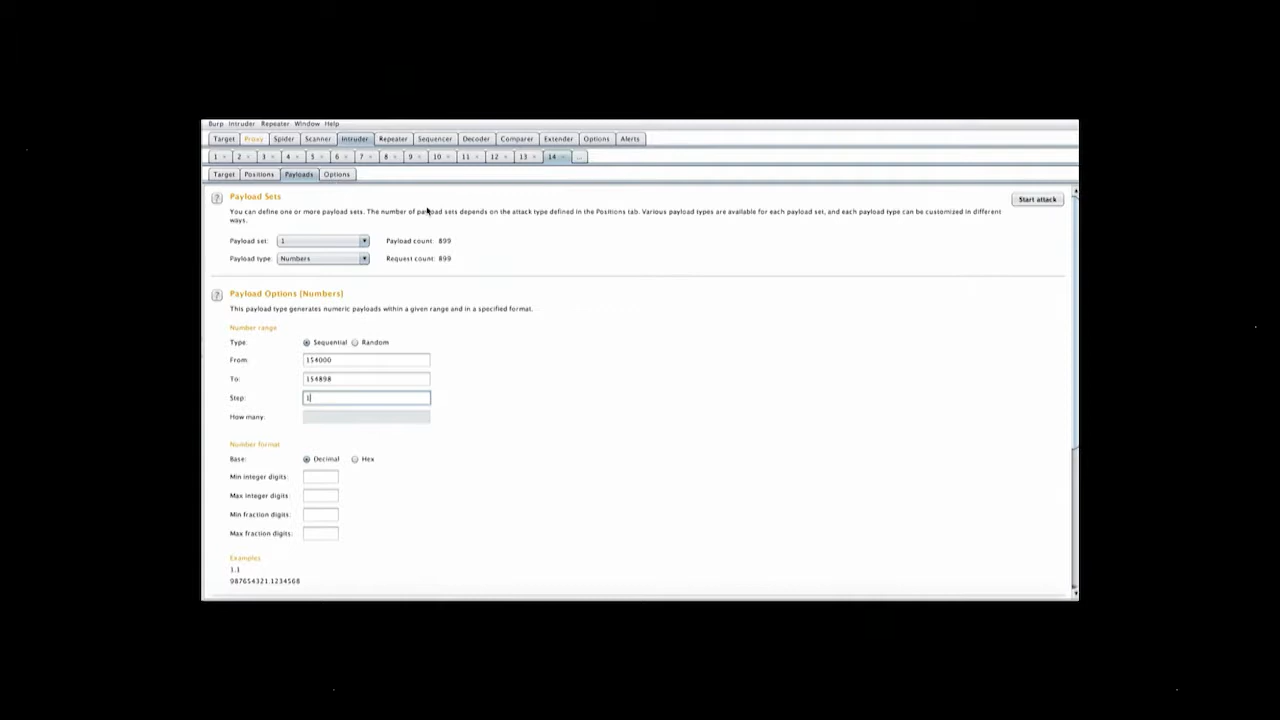 Burp Intruder Repeater Window Help
Target Proxy Spider Scanner Intruder Repeater Sequencer Decoder Comparer Extender Options Alerts
1 × 2 × 3 × 4 × 5 × 6 × 7 × 8 × 9 × 10 × 11 × 12 × 13 × 14 × ...
Target Positions Payloads Options
? Payload Sets
Start attack
You can define one or more payload sets. The number of payload sets depends on the attack type defined in the Positions tab. Various payload types are available for each payload set, and each payload type can be customized in different
ways.
Payload set: 1 Payload count: 899
Payload type: Numbers Request count: 899
? Payload Options [Numbers]
This payload type generates numeric payloads within a given range and in a specified format.
Number range
Type: Sequential Random
From: 154000
To: 154898
Step: 1
How many:
Number format
Base: Decimal Hex
Min integer digits:
Max integer digits:
Min fraction digits:
Max fraction digits:
Examples
1.1
987654321.1234568